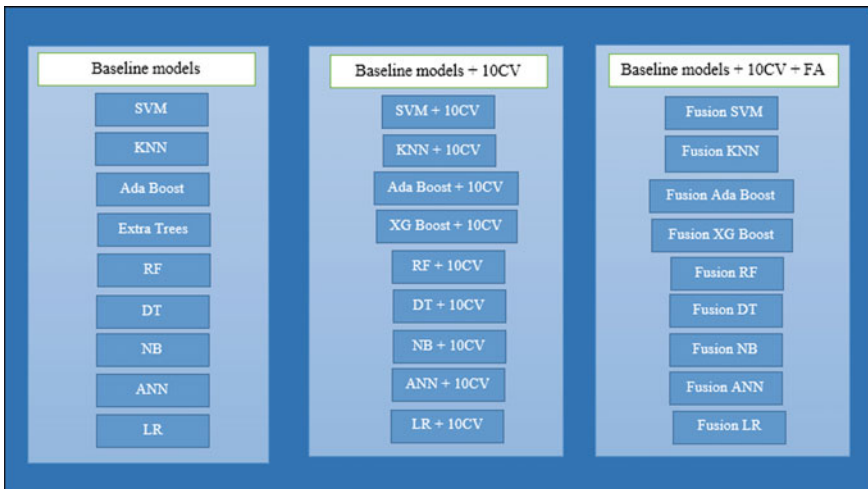 Baseline models
SVM
KNN
Ada Boost
Extra Trees
RF
DT
NB
ANN
LR
Baseline models + 10CV
SVM + 10CV
KNN + 10CV
Ada Boost + 10CV
XG Boost + 10CV
RF + 10CV
DT + 10CV
NB + 10CV
ANN + 10CV
LR + 10CV
Baseline models + 10CV + FA
Fusion SVM
Fusion KNN
Fusion Ada Boost
Fusion XG Boost
Fusion RF
Fusion DT
Fusion NB
Fusion ANN
Fusion LR